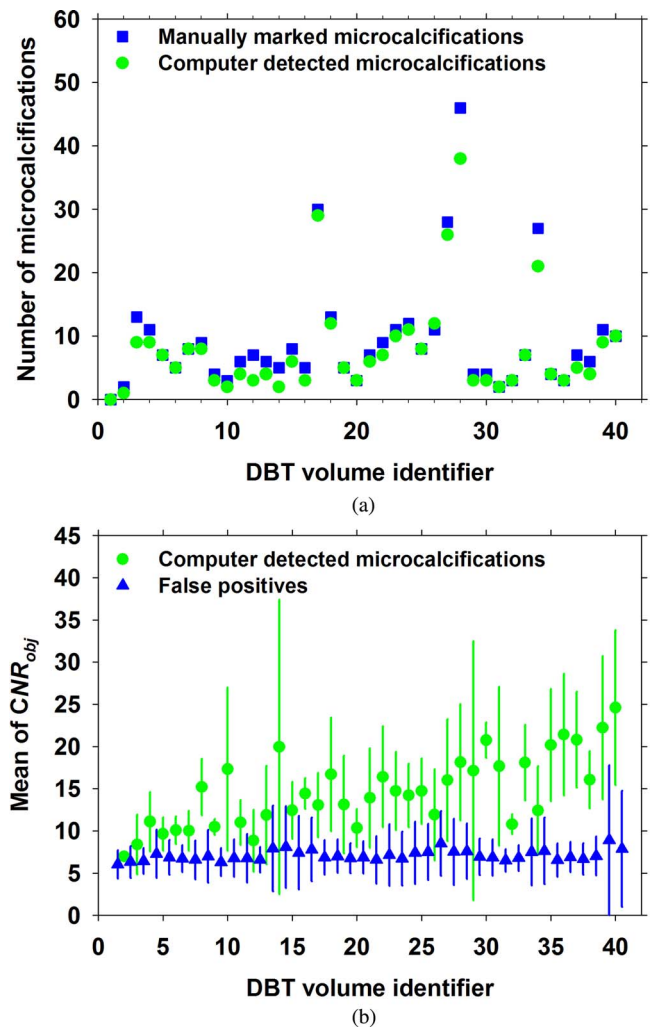 60
50
40
30
20
10
0
Number of microcalcifications
Manually marked microcalcifications
Computer detected microcalcifications
0 10 20 30 40
DBT volume identifier
(a)
45
40
35
30
25
20
15
10
5
0
Mean of CNRobj
Computer detected microcalcifications
False positives
0 5 10 15 20 25 30 35 40
DBT volume identifier
(b)